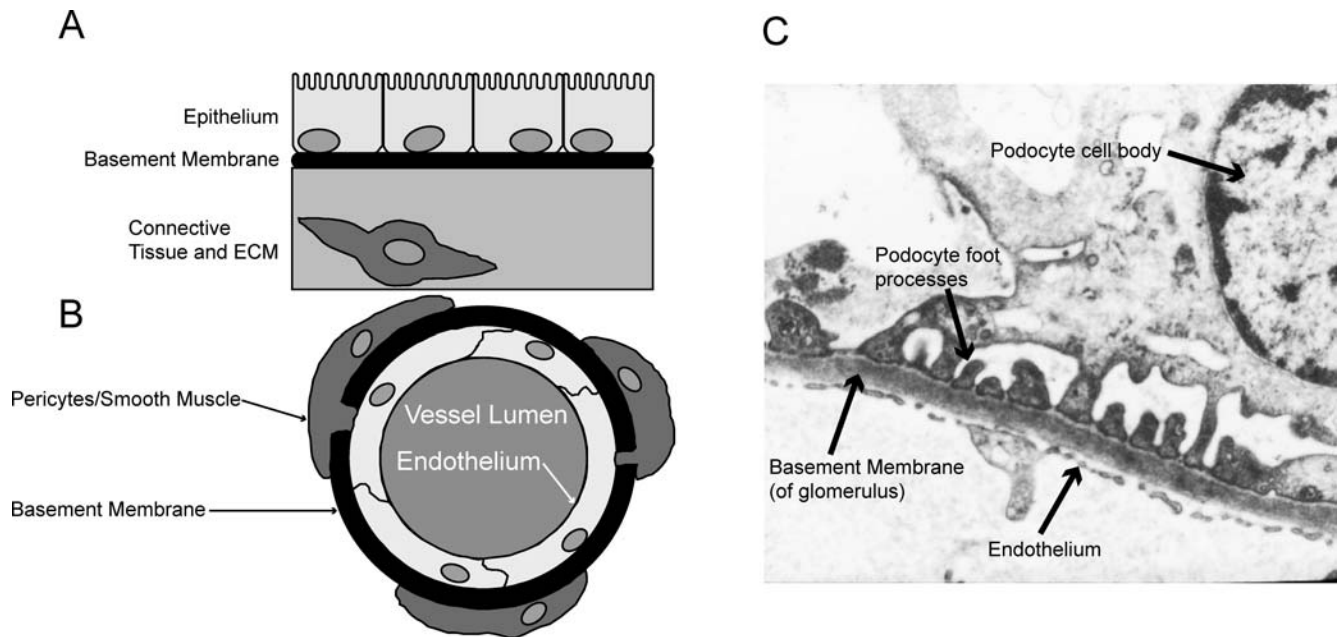 A
Epithelium
Basement Membrane
Connective
Tissue and ECM
B
Pericytes/Smooth Muscle
Vessel Lumen
Endothelium
Basement Membrane
C
Podocyte cell body
Podocyte foot
processes
Basement Membrane
(of glomerulus)
Endothelium